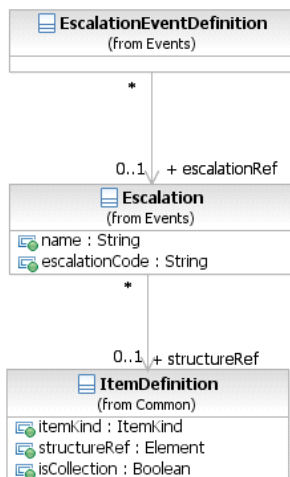 EscalationEventDefinition
(from Events)
*
0..1 + escalationRef
Escalation
(from Events)
name : String
escalationCode : String
*
0..1 + structureRef
ItemDefinition
(from Common)
itemKind : ItemKind
structureRef : Element
isCollection : Boolean